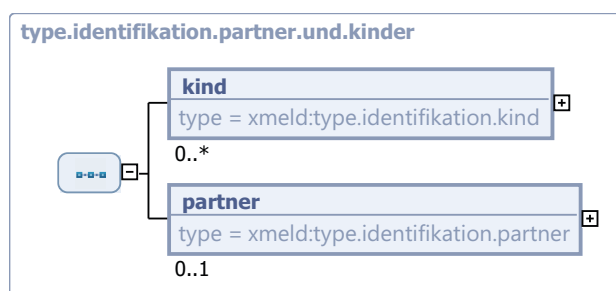 type.identifikation.partner.und.kinder
kind
type = xmeld:type.identifikation.kind
0..*
partner
type = xmeld:type.identifikation.partner
0..1